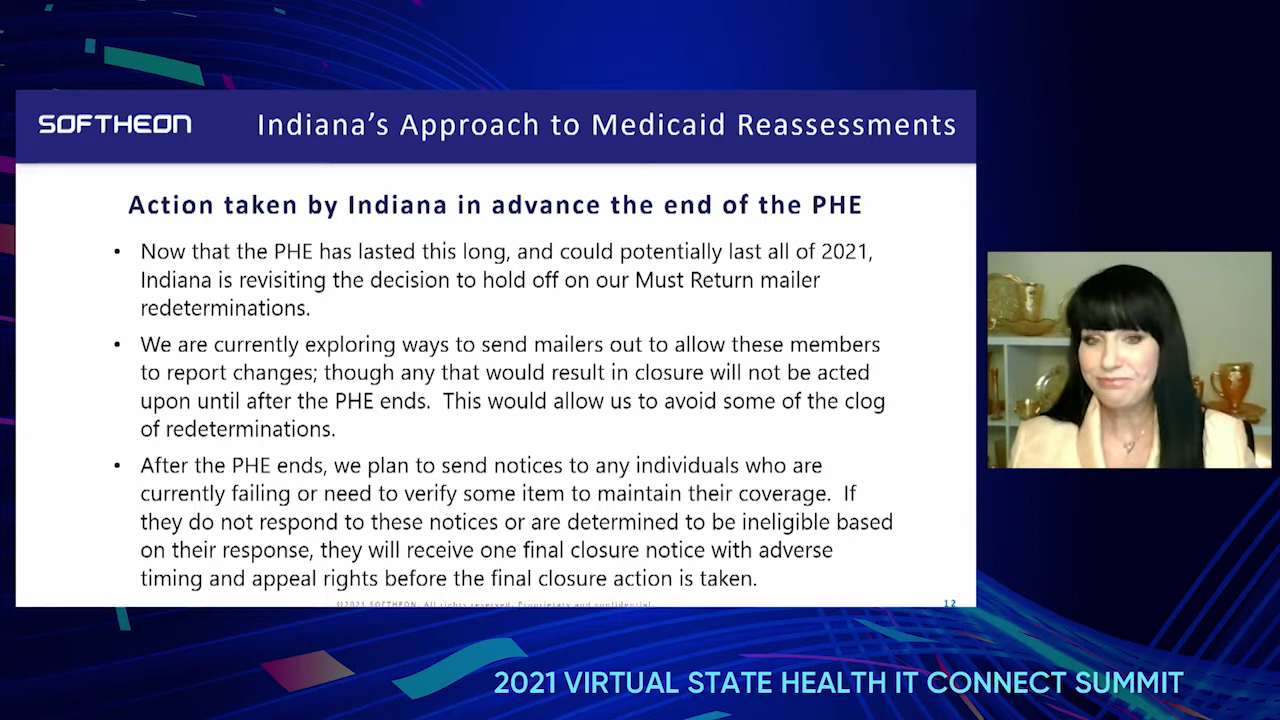 SOFTHEON
Indiana's Approach to Medicaid Reassessments
Action taken by Indiana in advance the end of the PHE
• Now that the PHE has lasted this long, and could potentially last all of 2021,
Indiana is revisiting the decision to hold off on our Must Return mailer
redeterminations.
• We are currently exploring ways to send mailers out to allow these members
to report changes; though any that would result in closure will not be acted
upon until after the PHE ends.  This would allow us to avoid some of the clog
of redeterminations.
• After the PHE ends, we plan to send notices to any individuals who are
currently failing or need to verify some item to maintain their coverage.  If
they do not respond to these notices or are determined to be ineligible based
on their response, they will receive one final closure notice with adverse
timing and appeal rights before the final closure action is taken.
©2021 SOFTHEON. All rights reserved. Proprietary and confidential.
12
2021 VIRTUAL STATE HEALTH IT CONNECT SUMMIT